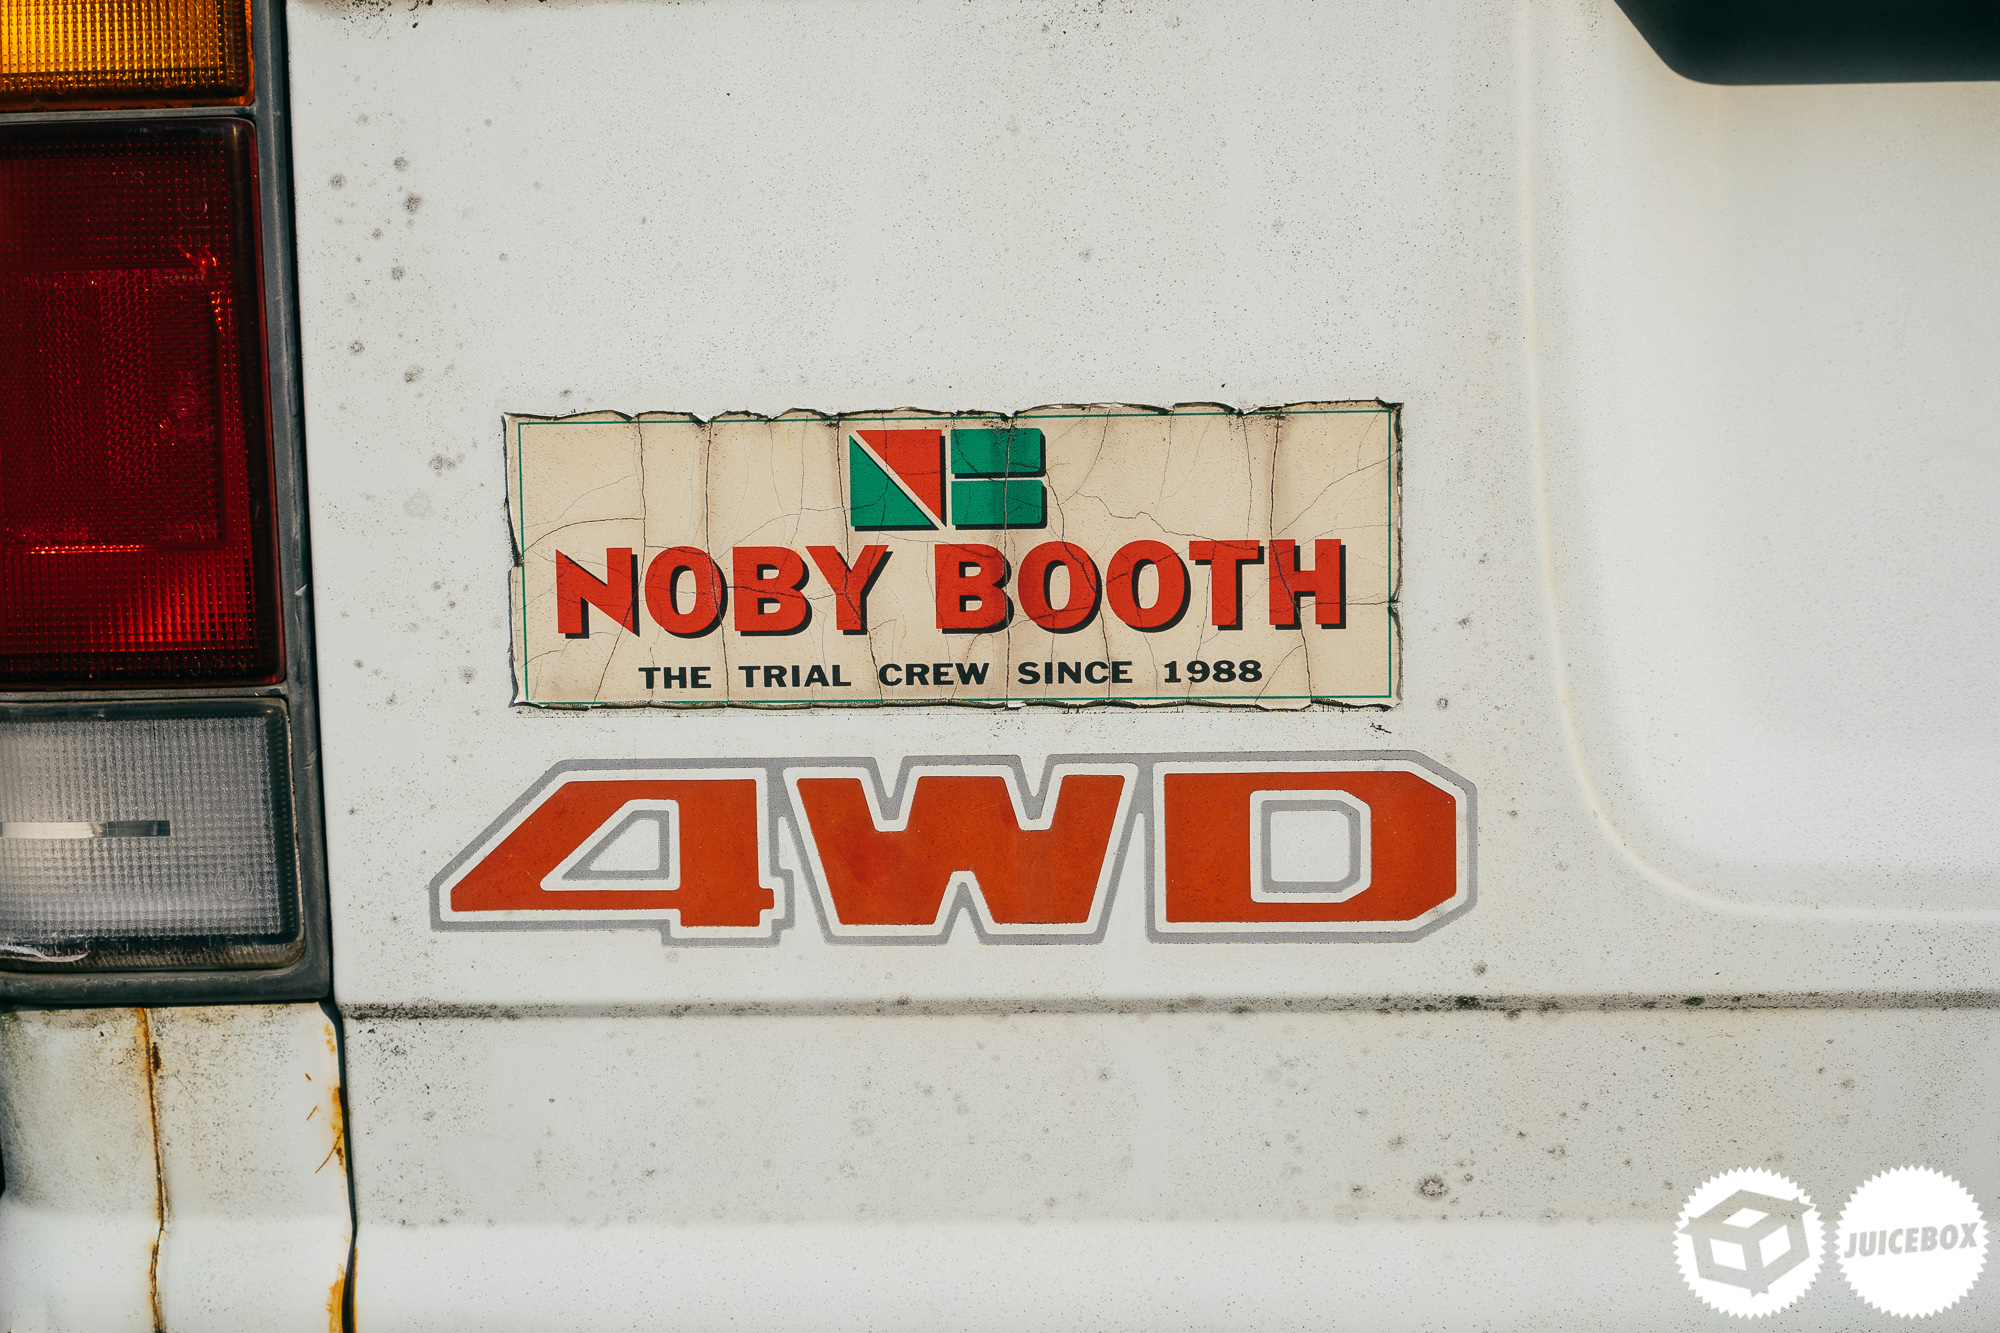 NOBY BOOTH
THE TRIAL CREW SINCE 1988
4WD
JUICEBOX